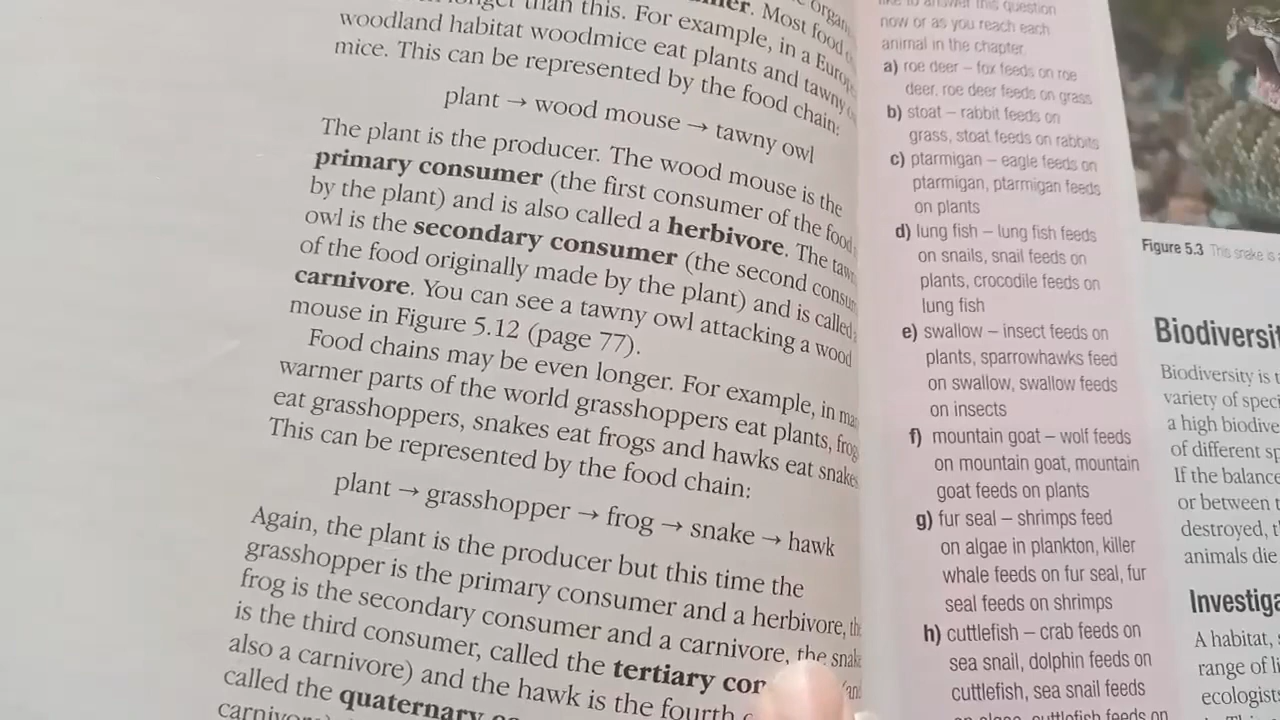 than this. For example, in a
woodland habitat woodmice eat plants and tawny
mice. This can be represented by the food chain:
plant → wood mouse → tawny owl
The plant is the producer. The wood mouse is the
primary consumer (the first consumer of the food
by the plant) and is also called a herbivore. The
owl is the secondary consumer (the second
of the food originally made by the plant) and is called
carnivore. You can see a tawny owl attacking a wood
mouse in Figure 5.12 (page 77).
Food chains may be even longer. For example, in
warmer parts of the world grasshoppers eat plants,
eat grasshoppers, snakes eat frogs and hawks eat
This can be represented by the food chain:
plant → grasshopper → frog → snake → hawk
Again, the plant is the producer but this time the
grasshopper is the primary consumer and a herbivore,
frog is the secondary consumer and a carnivore, the
is the third consumer, called the tertiary
also a carnivore) and the hawk is the fourth
called the quaternary
now or as you reach each
animal in the chapter.
a) roe deer – fox feeds on roe
deer, roe deer feeds on grass
b) stoat – rabbit feeds on
grass, stoat feeds on rabbits
c) ptarmigan – eagle feeds on
ptarmigan, ptarmigan feeds
on plants
d) lung fish – lung fish feeds
on snails, snail feeds on
plants, crocodile feeds on
lung fish
e) swallow – insect feeds on
plants, sparrowhawks feed
on swallow, swallow feeds
on insects
f) mountain goat – wolf feeds
on mountain goat, mountain
goat feeds on plants
g) fur seal – shrimps feed
on algae in plankton, killer
whale feeds on fur seal, fur
seal feeds on shrimps
h) cuttlefish – crab feeds on
sea snail, dolphin feeds on
cuttlefish, sea snail feeds
on algae, cuttlefish feeds on
Figure 5.3 This snake is
Biodiversi
Biodiversity is
variety of
a high
of different
If the balance
or between
destroyed,
animals die
Investiga
A habitat,
range of
ecologists